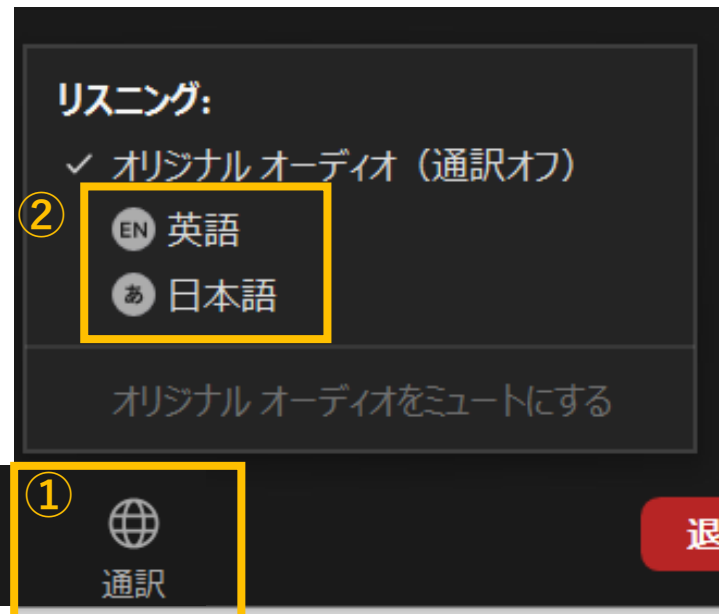 リスニング:
✓ オリジナル オーディオ（通訳オフ）
②
EN 英語
あ 日本語
オリジナル オーディオをミュートにする
①
通訳
退